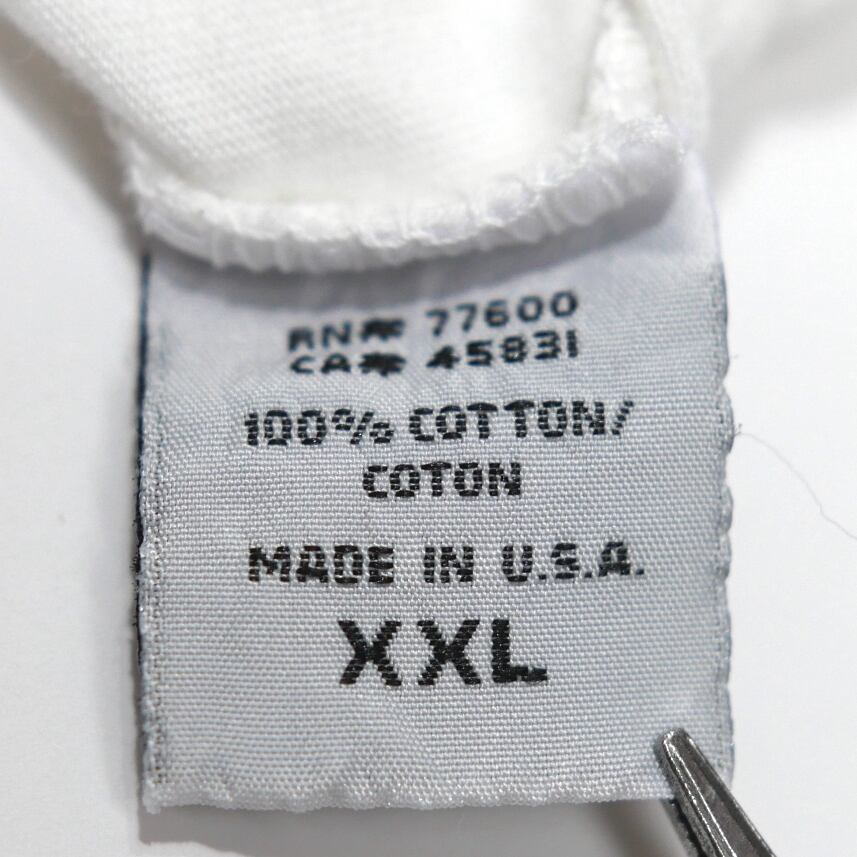 RN# 77600
CA# 45831
100% COTTON/
COTON
MADE IN U.S.A.
XXL